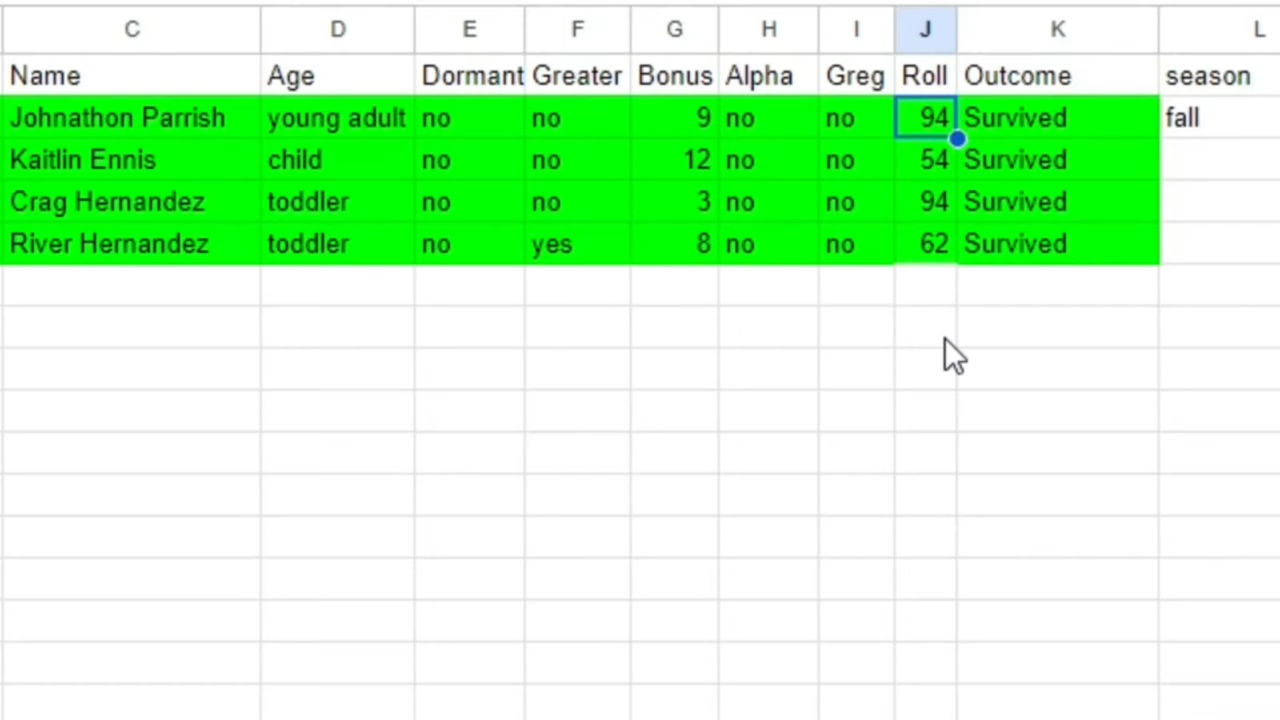 C D E F G H I J K L
Name Age Dormant Greater Bonus Alpha Greg Roll Outcome season
Johnathon Parrish young adult no no 9 no no 94 Survived fall
Kaitlin Ennis child no no 12 no no 54 Survived
Crag Hernandez toddler no no 3 no no 94 Survived
River Hernandez toddler no yes 8 no no 62 Survived